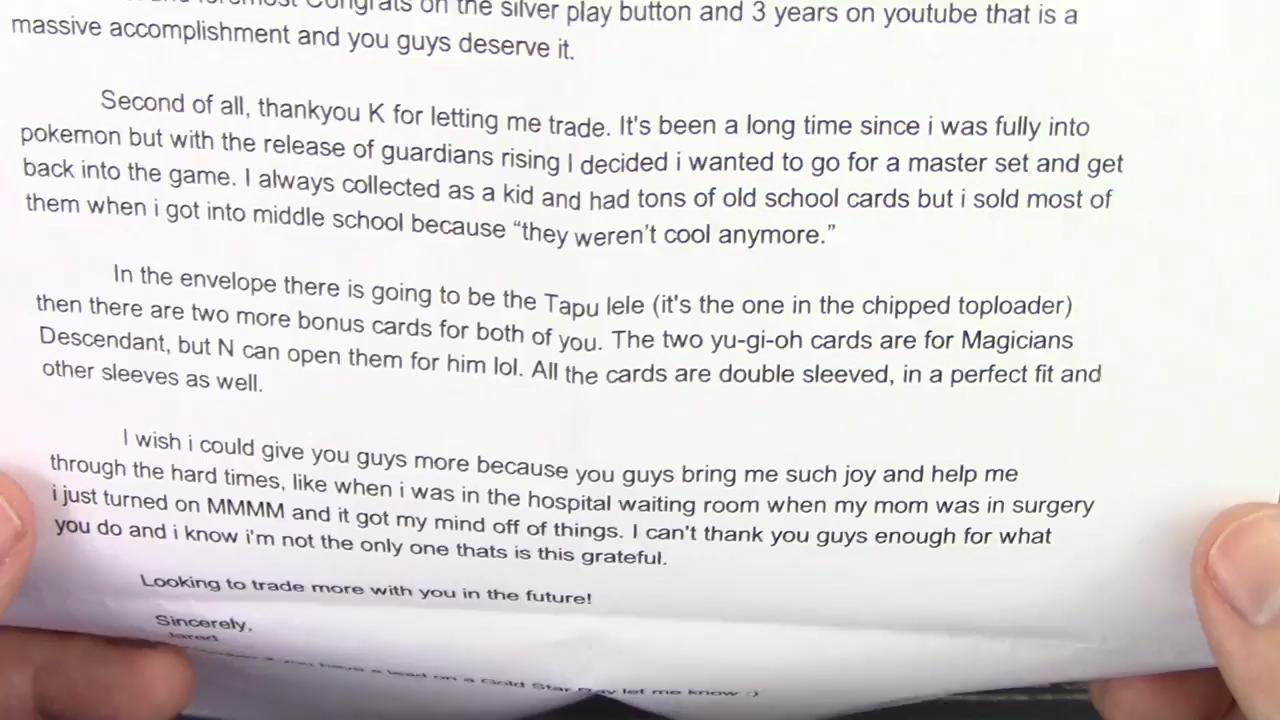 Congrats on the silver play button and 3 years on youtube that is a
massive accomplishment and you guys deserve it.
Second of all, thankyou K for letting me trade. It's been a long time since i was fully into
pokemon but with the release of guardians rising I decided i wanted to go for a master set and get
back into the game. I always collected as a kid and had tons of old school cards but i sold most of
them when i got into middle school because “they weren't cool anymore.”
In the envelope there is going to be the Tapu lele (it's the one in the chipped toploader)
then there are two more bonus cards for both of you. The two yu-gi-oh cards are for Magicians
Descendant, but N can open them for him lol. All the cards are double sleeved, in a perfect fit and
other sleeves as well.
I wish i could give you guys more because you guys bring me such joy and help me
through the hard times, like when i was in the hospital waiting room when my mom was in surgery
i just turned on MMMM and it got my mind off of things. I can't thank you guys enough for what
you do and i know i'm not the only one thats is this grateful.
Looking to trade more with you in the future!
Sincerely,
Jared
you have a lead on a Gold Star Ray let me know :)